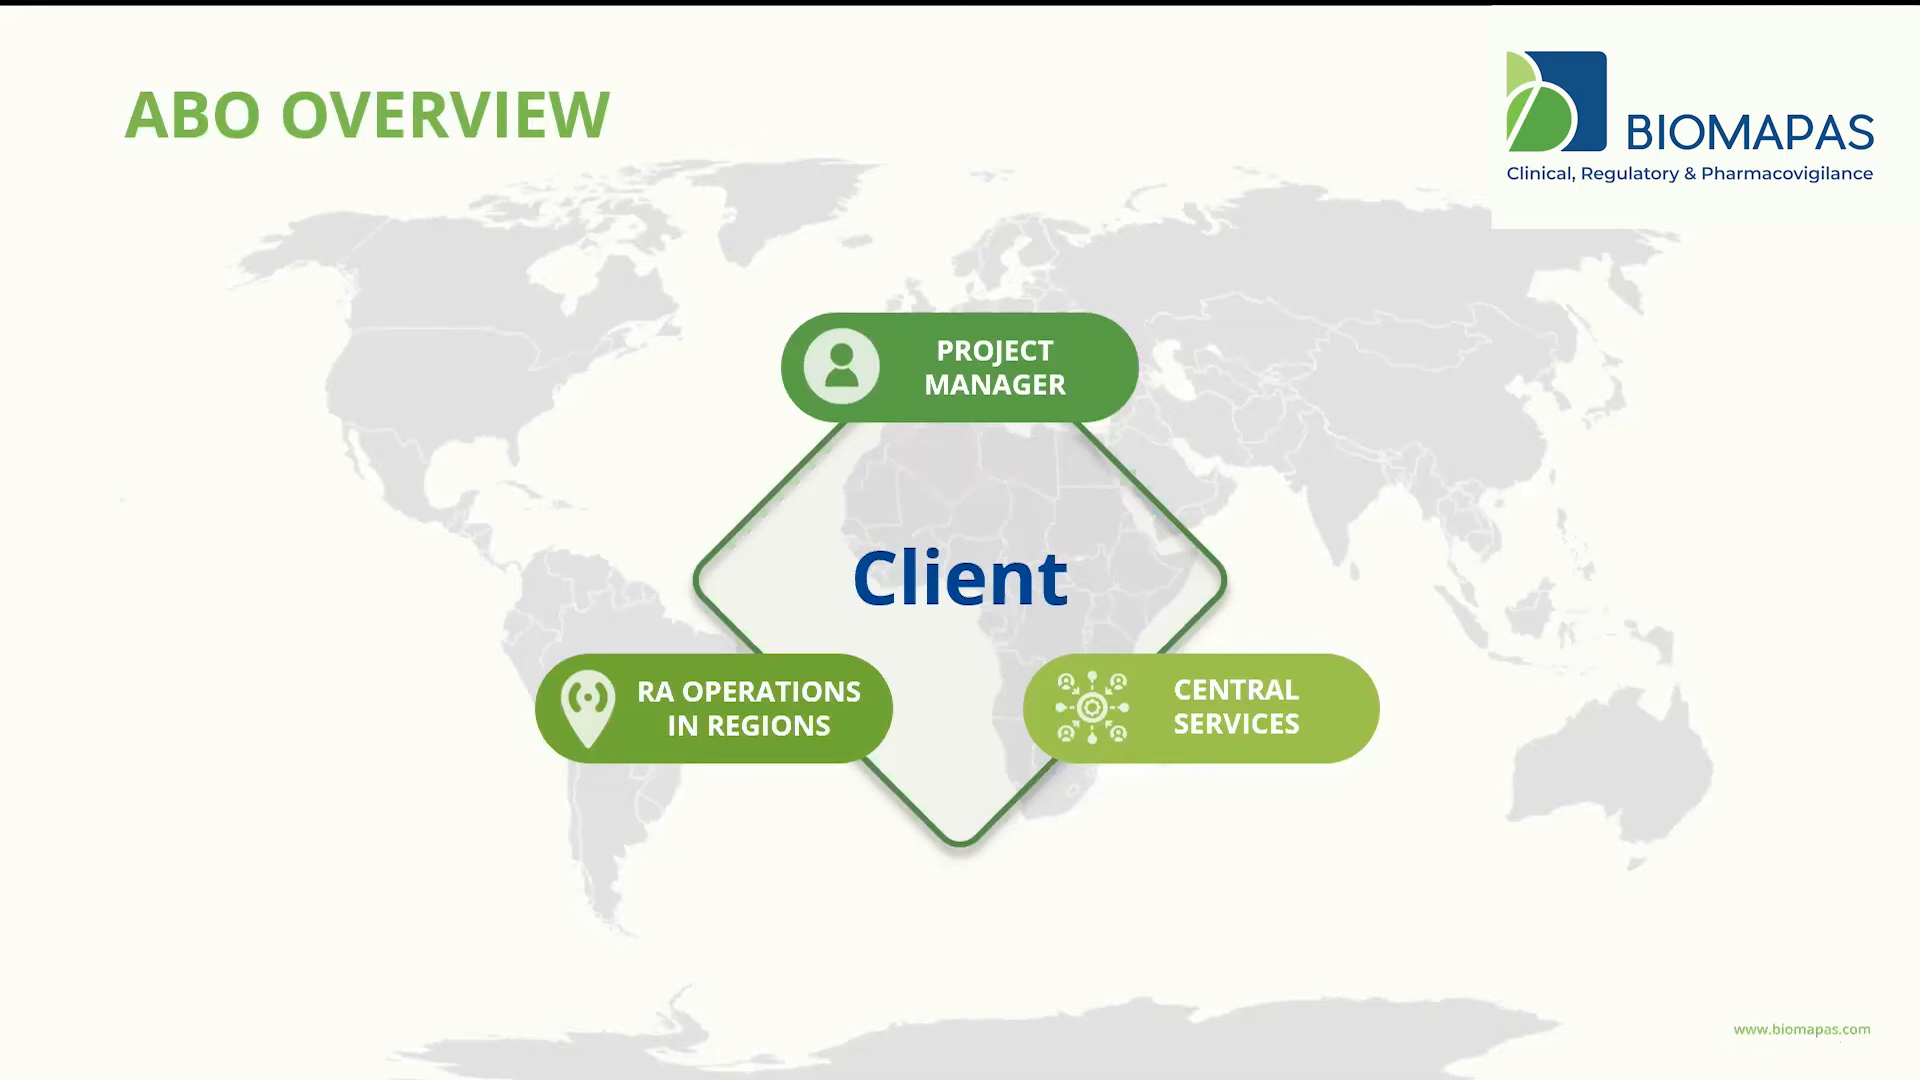 ABO OVERVIEW
BIOMAPAS
Clinical, Regulatory & Pharmacovigilance
PROJECT
MANAGER
Client
RA OPERATIONS
IN REGIONS
CENTRAL
SERVICES
www.biomapas.com